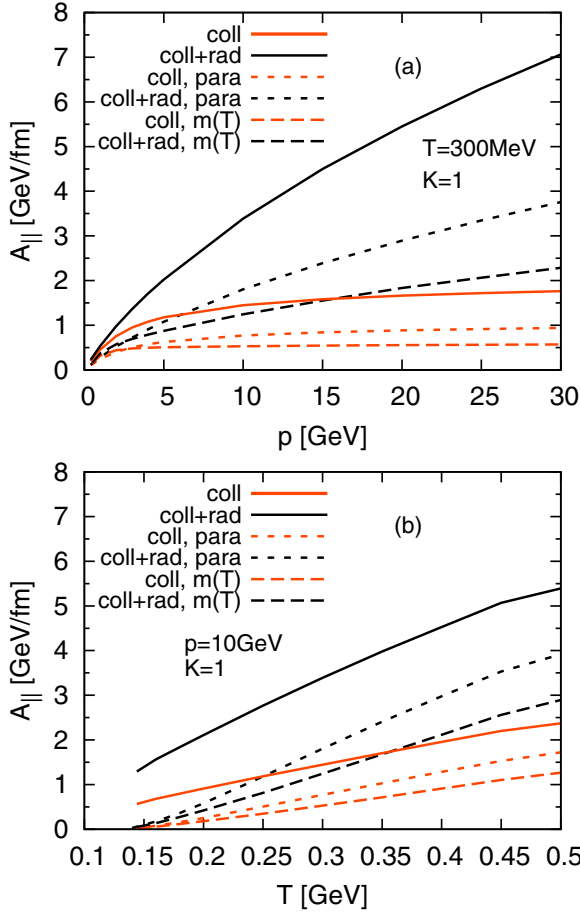 8
7
6
5
4
3
2
1
0
A|| [GeV/fm]
coll
coll+rad
coll, para
coll+rad, para
coll, m(T)
coll+rad, m(T)
(a)
T=300MeV
K=1
0 5 10 15 20 25 30
p [GeV]
8
7
6
5
4
3
2
1
0
A|| [GeV/fm]
coll
coll+rad
coll, para
coll+rad, para
coll, m(T)
coll+rad, m(T)
(b)
p=10GeV
K=1
0.1 0.15 0.2 0.25 0.3 0.35 0.4 0.45 0.5
T [GeV]